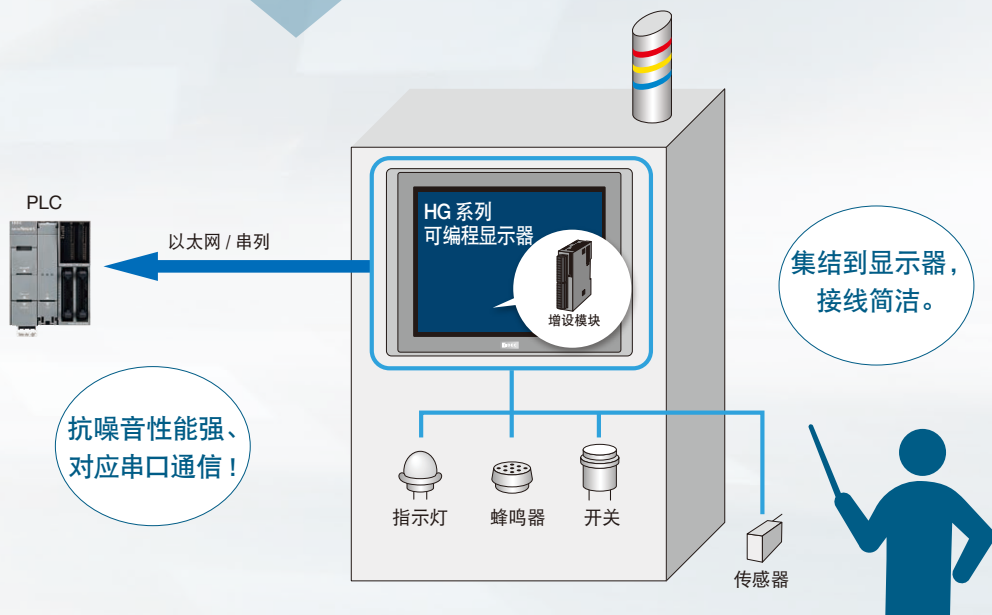 PLC
以太网 / 串列
HG 系列
可编程显示器
增设模块
集结到显示器，
接线简洁。
抗噪音性能强、
对应串口通信！
指示灯
蜂鸣器
开关
传感器